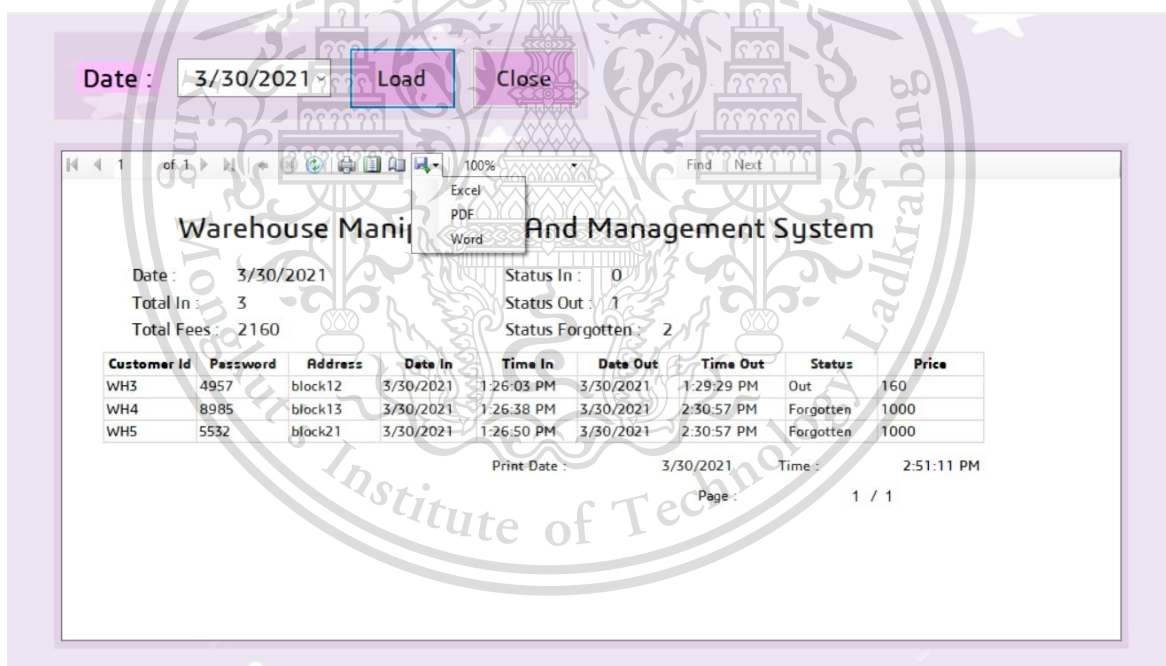 Date : 3/30/2021 Load Close
1 of 1 100% Find Next
Excel
PDF
Word
Warehouse And Management System
Date : 3/30/2021 Status In : 0
Total In : 3 Status Out : 1
Total Fees : 2160 Status Forgotten : 2
Customer Id Password Address Date In Time In Date Out Time Out Status Price
WH3 4957 block12 3/30/2021 1:26:03 PM 3/30/2021 1:29:29 PM Out 160
WH4 8985 block13 3/30/2021 1:26:38 PM 3/30/2021 2:30:57 PM Forgotten 1000
WH5 5532 block21 3/30/2021 1:26:50 PM 3/30/2021 2:30:57 PM Forgotten 1000
Print Date : 3/30/2021 Time : 2:51:11 PM
Page : 1 / 1
King Mongkut's Institute of Technology Ladkrabang